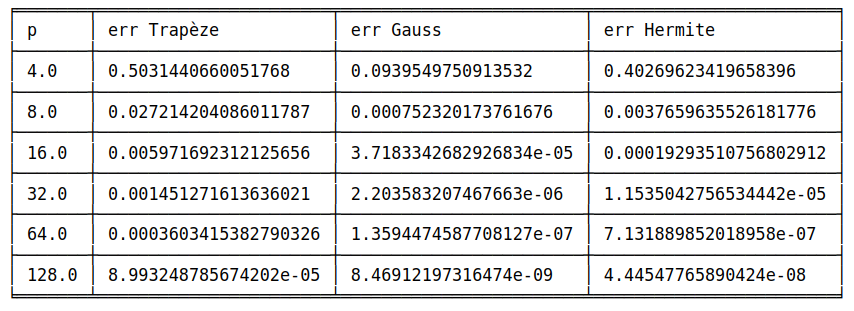 p err Trapèze err Gauss err Hermite
4.0 0.5031440660051768 0.0939549750913532 0.40269623419658396
8.0 0.027214204086011787 0.000752320173761676 0.0037659635526181776
16.0 0.005971692312125656 3.7183342682926834e-05 0.00019293510756802912
32.0 0.001451271613636021 2.203583207467663e-06 1.1535042756534442e-05
64.0 0.0003603415382790326 1.3594474587708127e-07 7.131889852018958e-07
128.0 8.993248785674202e-05 8.46912197316474e-09 4.44547765890424e-08